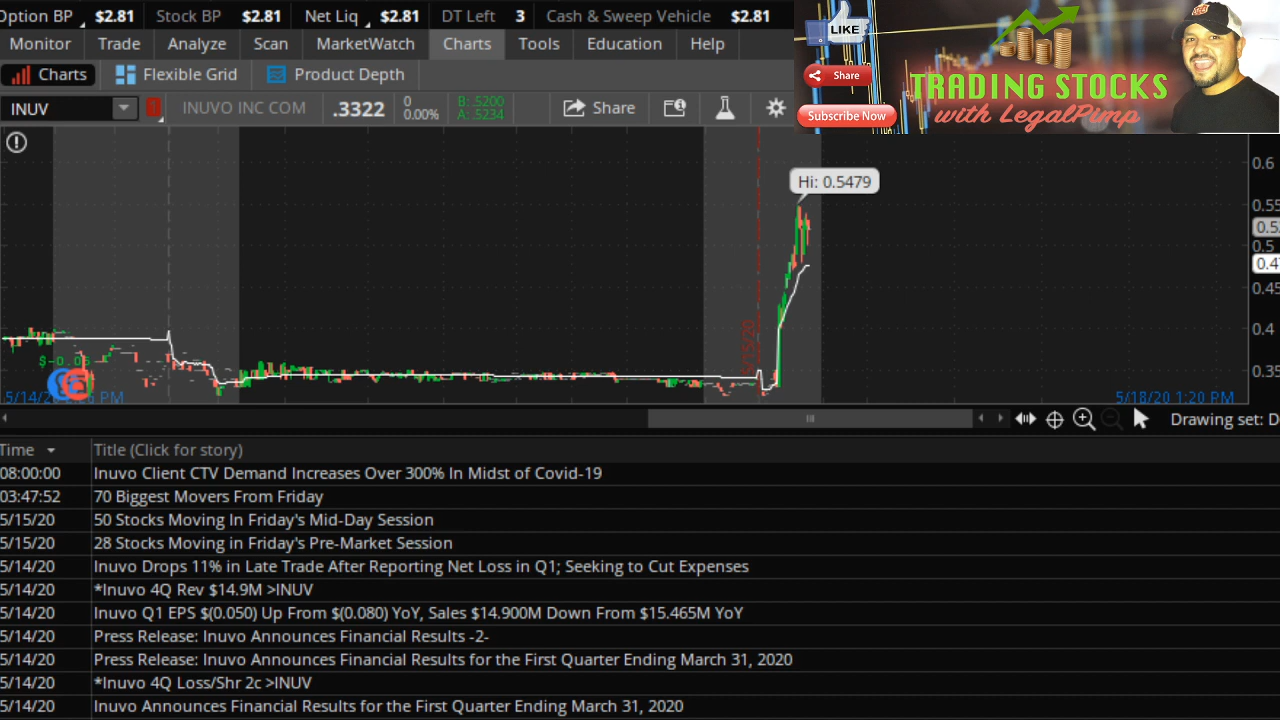 Option BP $2.81 Stock BP $2.81 Net Liq $2.81 DT Left 3 Cash & Sweep Vehicle $2.81
Monitor Trade Analyze Scan MarketWatch Charts Tools Education Help
Charts Flexible Grid Product Depth
INUV INUVO INC COM .3322 0 0.00% B: .5200 A: .5234 Share
LIKE
Share
Subscribe Now
TRADING STOCKS
with LegalPimp
Hi: 0.5479
0.6
0.55
0.5
0.45
0.4
0.35
5/15/20
5/18/20 1:20 PM
Drawing set: D
Time Title (Click for story)
08:00:00 Inuvo Client CTV Demand Increases Over 300% In Midst of Covid-19
03:47:52 70 Biggest Movers From Friday
5/15/20 50 Stocks Moving In Friday's Mid-Day Session
5/15/20 28 Stocks Moving in Friday's Pre-Market Session
5/14/20 Inuvo Drops 11% in Late Trade After Reporting Net Loss in Q1; Seeking to Cut Expenses
5/14/20 *Inuvo 4Q Rev $14.9M >INUV
5/14/20 Inuvo Q1 EPS $(0.050) Up From $(0.080) YoY, Sales $14.900M Down From $15.465M YoY
5/14/20 Press Release: Inuvo Announces Financial Results -2-
5/14/20 Press Release: Inuvo Announces Financial Results for the First Quarter Ending March 31, 2020
5/14/20 *Inuvo 4Q Loss/Shr 2c >INUV
5/14/20 Inuvo Announces Financial Results for the First Quarter Ending March 31, 2020